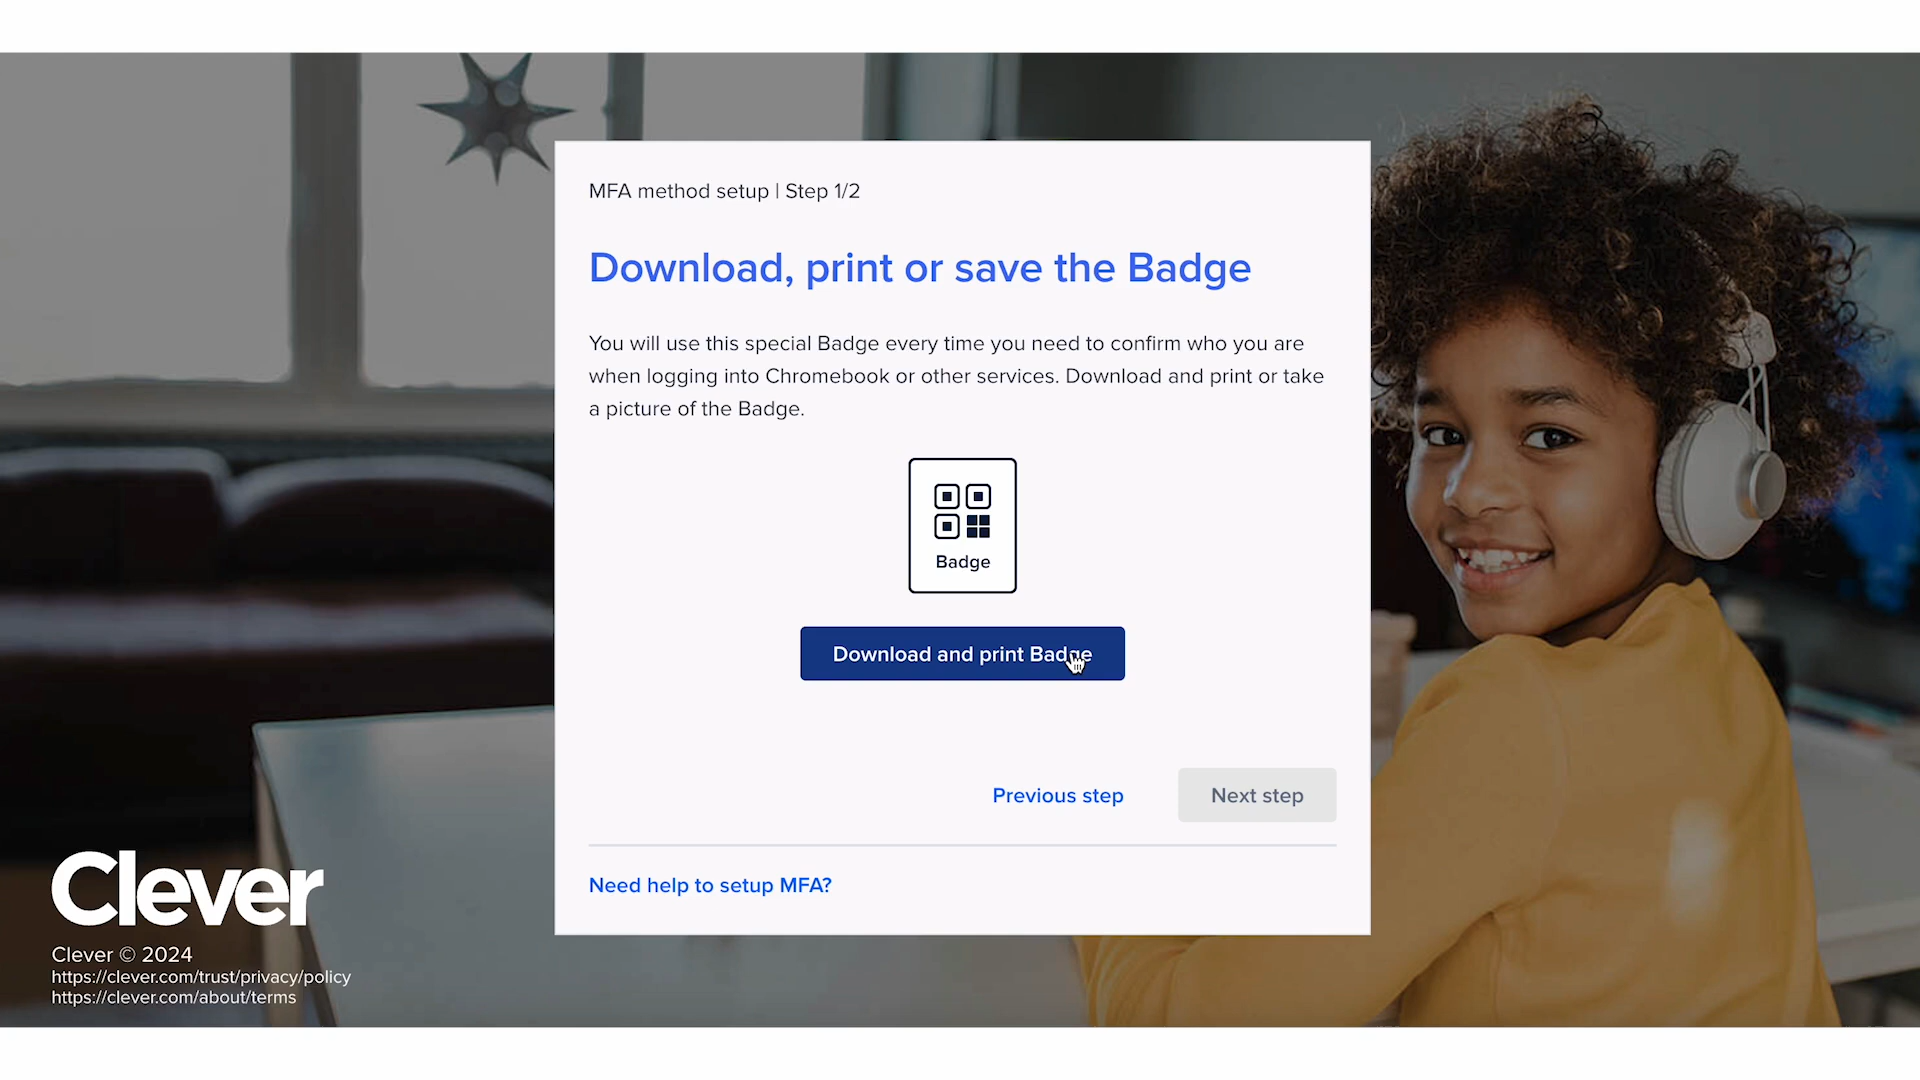 MFA method setup | Step 1/2
Download, print or save the Badge
You will use this special Badge every time you need to confirm who you are
when logging into Chromebook or other services. Download and print or take
a picture of the Badge.
Badge
Download and print Badge
Previous step
Next step
Need help to setup MFA?
Clever
Clever © 2024
https://clever.com/trust/privacy/policy
https://clever.com/about/terms